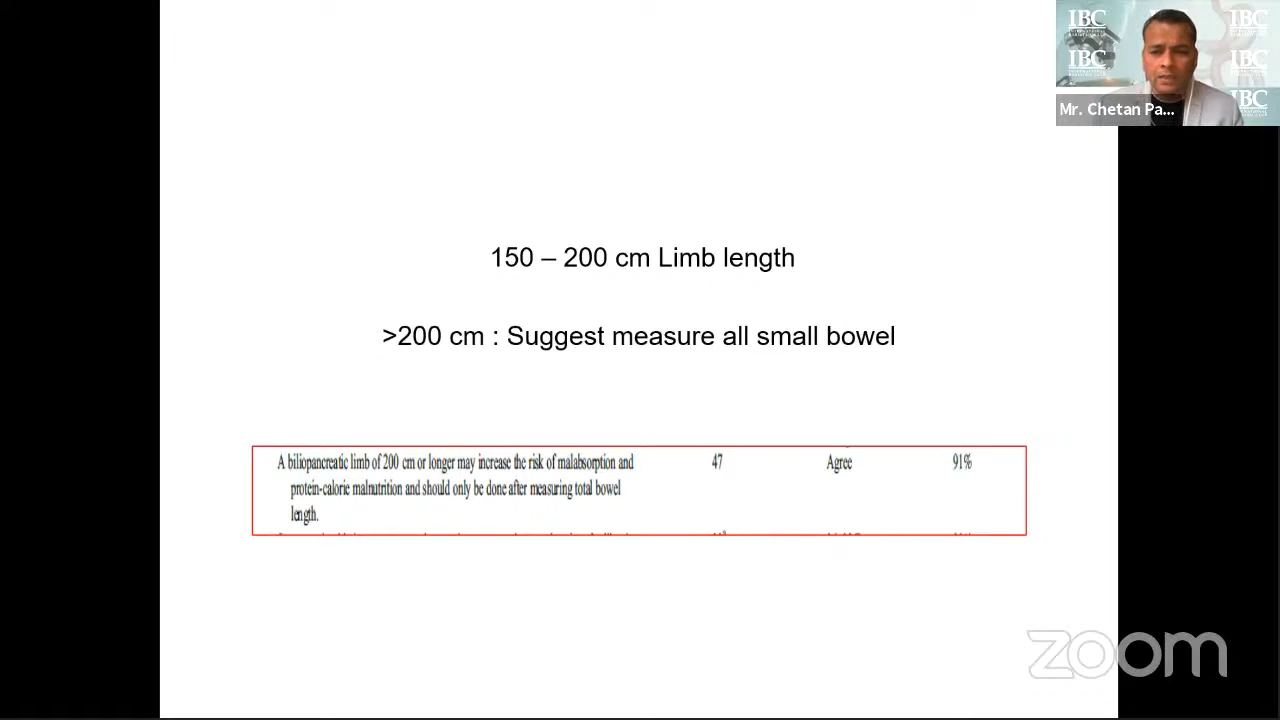 IBC
IBC
IBC
IBC
IBC
Mr. Chetan Pa...
150 – 200 cm Limb length
>200 cm : Suggest measure all small bowel
A biliopancreatic limb of 200 cm or longer may increase the risk of malabsorption and 47 Agree 91%
protein-calorie malnutrition and should only be done after measuring total bowel
length.
zoom